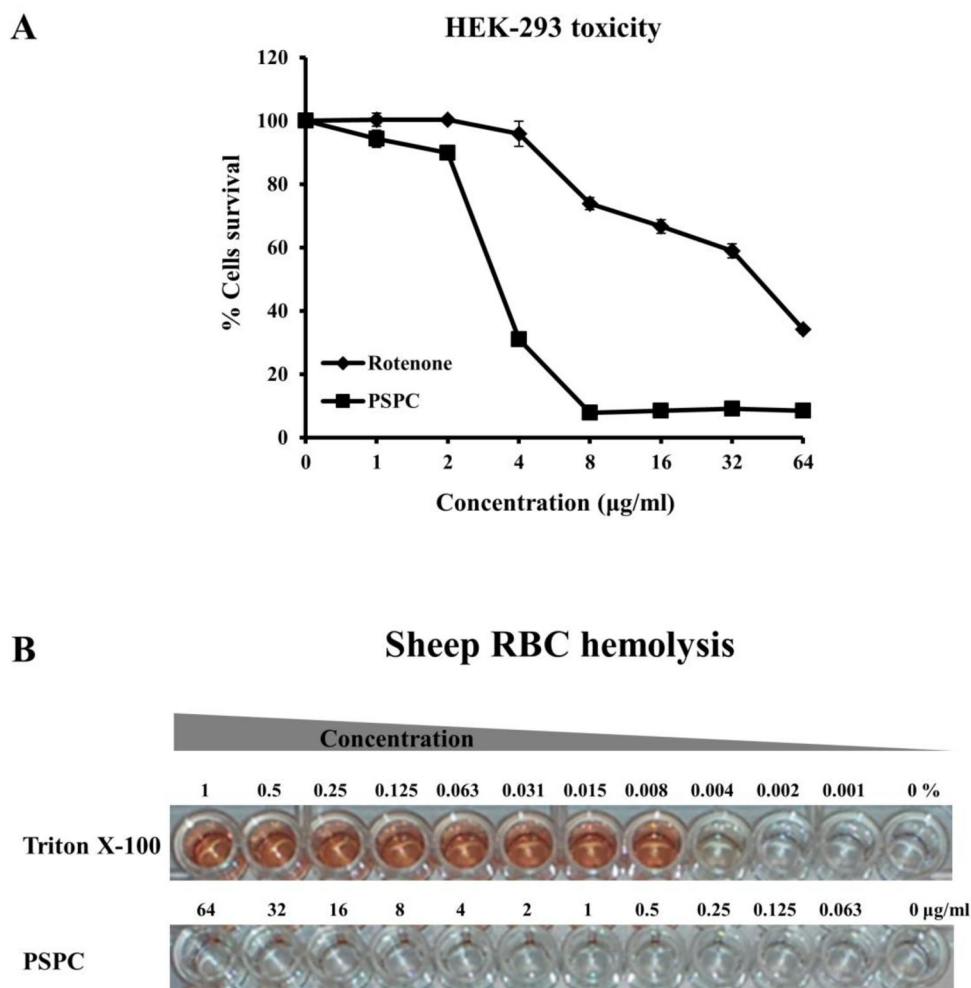 A
HEK-293 toxicity
120
100
80
60
40
20
0
% Cells survival
Rotenone
PSPC
0 1 2 4 8 16 32 64
Concentration (µg/ml)
B
Sheep RBC hemolysis
Concentration
1 0.5 0.25 0.125 0.063 0.031 0.015 0.008 0.004 0.002 0.001 0 %
Triton X-100
64 32 16 8 4 2 1 0.5 0.25 0.125 0.063 0 µg/ml
PSPC